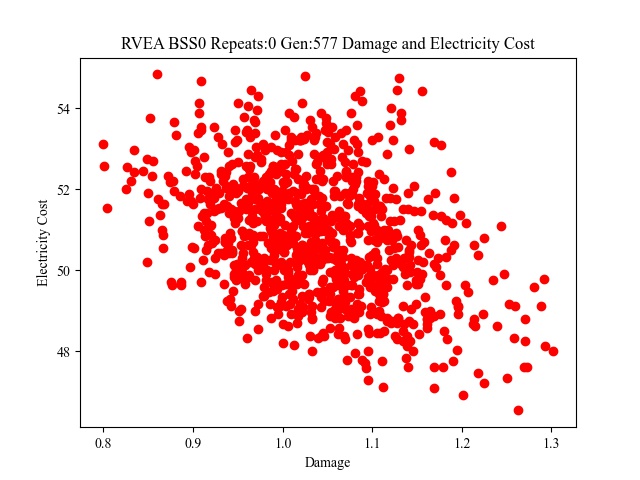 RVEA BSS0 Repeats:0 Gen:577 Damage and Electricity Cost
54
52
50
48
Electricity Cost
0.8 0.9 1.0 1.1 1.2 1.3
Damage